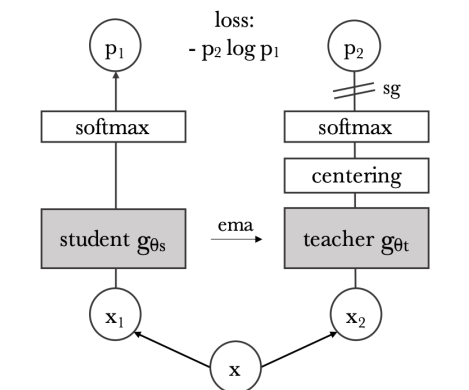 loss:
- p₂ log p₁
p₁
p₂
sg
softmax
softmax
centering
student gθs
ema
teacher gθt
x₁
x₂
x